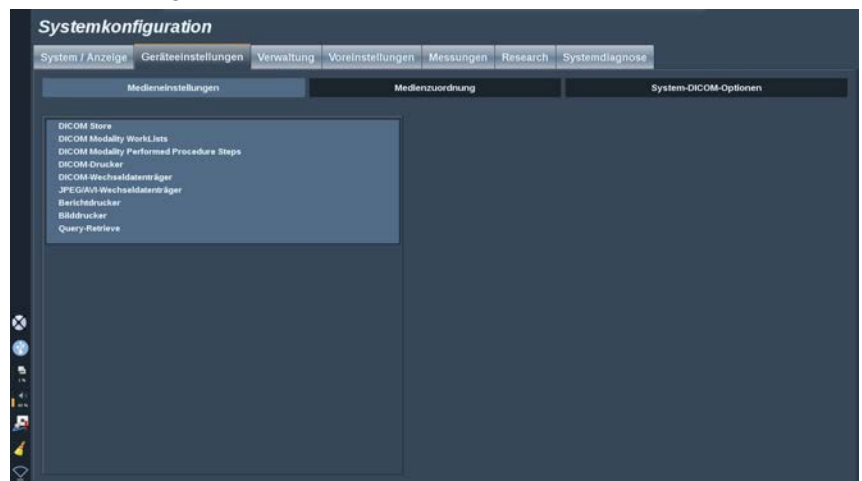 Systemkonfiguration
System / Anzeige Geräteeinstellungen Verwaltung Voreinstellungen Messungen Research Systemdiagnose
Medieneinstellungen Medienzuordnung System-DICOM-Optionen
DICOM Store
DICOM Modality WorkLists
DICOM Modality Performed Procedure Steps
DICOM-Drucker
DICOM-Wechseldatenträger
JPEG/AVI-Wechseldatenträger
Berichtdrucker
Bilddrucker
Query-Retrieve